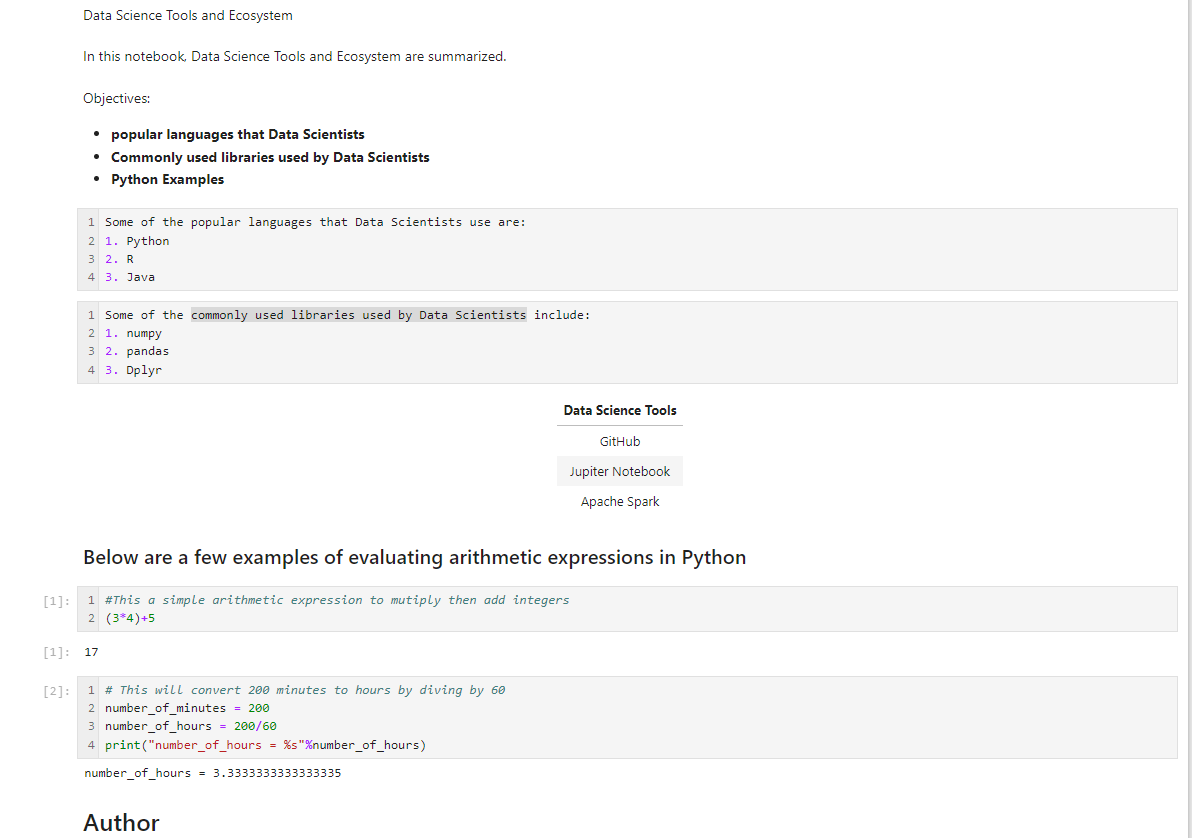 Data Science Tools and Ecosystem
In this notebook, Data Science Tools and Ecosystem are summarized.
Objectives:
• popular languages that Data Scientists
• Commonly used libraries used by Data Scientists
• Python Examples
1 Some of the popular languages that Data Scientists use are:
2 1. Python
3 2. R
4 3. Java
1 Some of the commonly used libraries used by Data Scientists include:
2 1. numpy
3 2. pandas
4 3. Dplyr
Data Science Tools
GitHub
Jupiter Notebook
Apache Spark
Below are a few examples of evaluating arithmetic expressions in Python
[1]: 1 #This a simple arithmetic expression to mutiply then add integers
2 (3*4)+5
[1]: 17
[2]: 1 # This will convert 200 minutes to hours by diving by 60
2 number_of_minutes = 200
3 number_of_hours = 200/60
4 print("number_of_hours = %s"%number_of_hours)
number_of_hours = 3.3333333333333335
Author